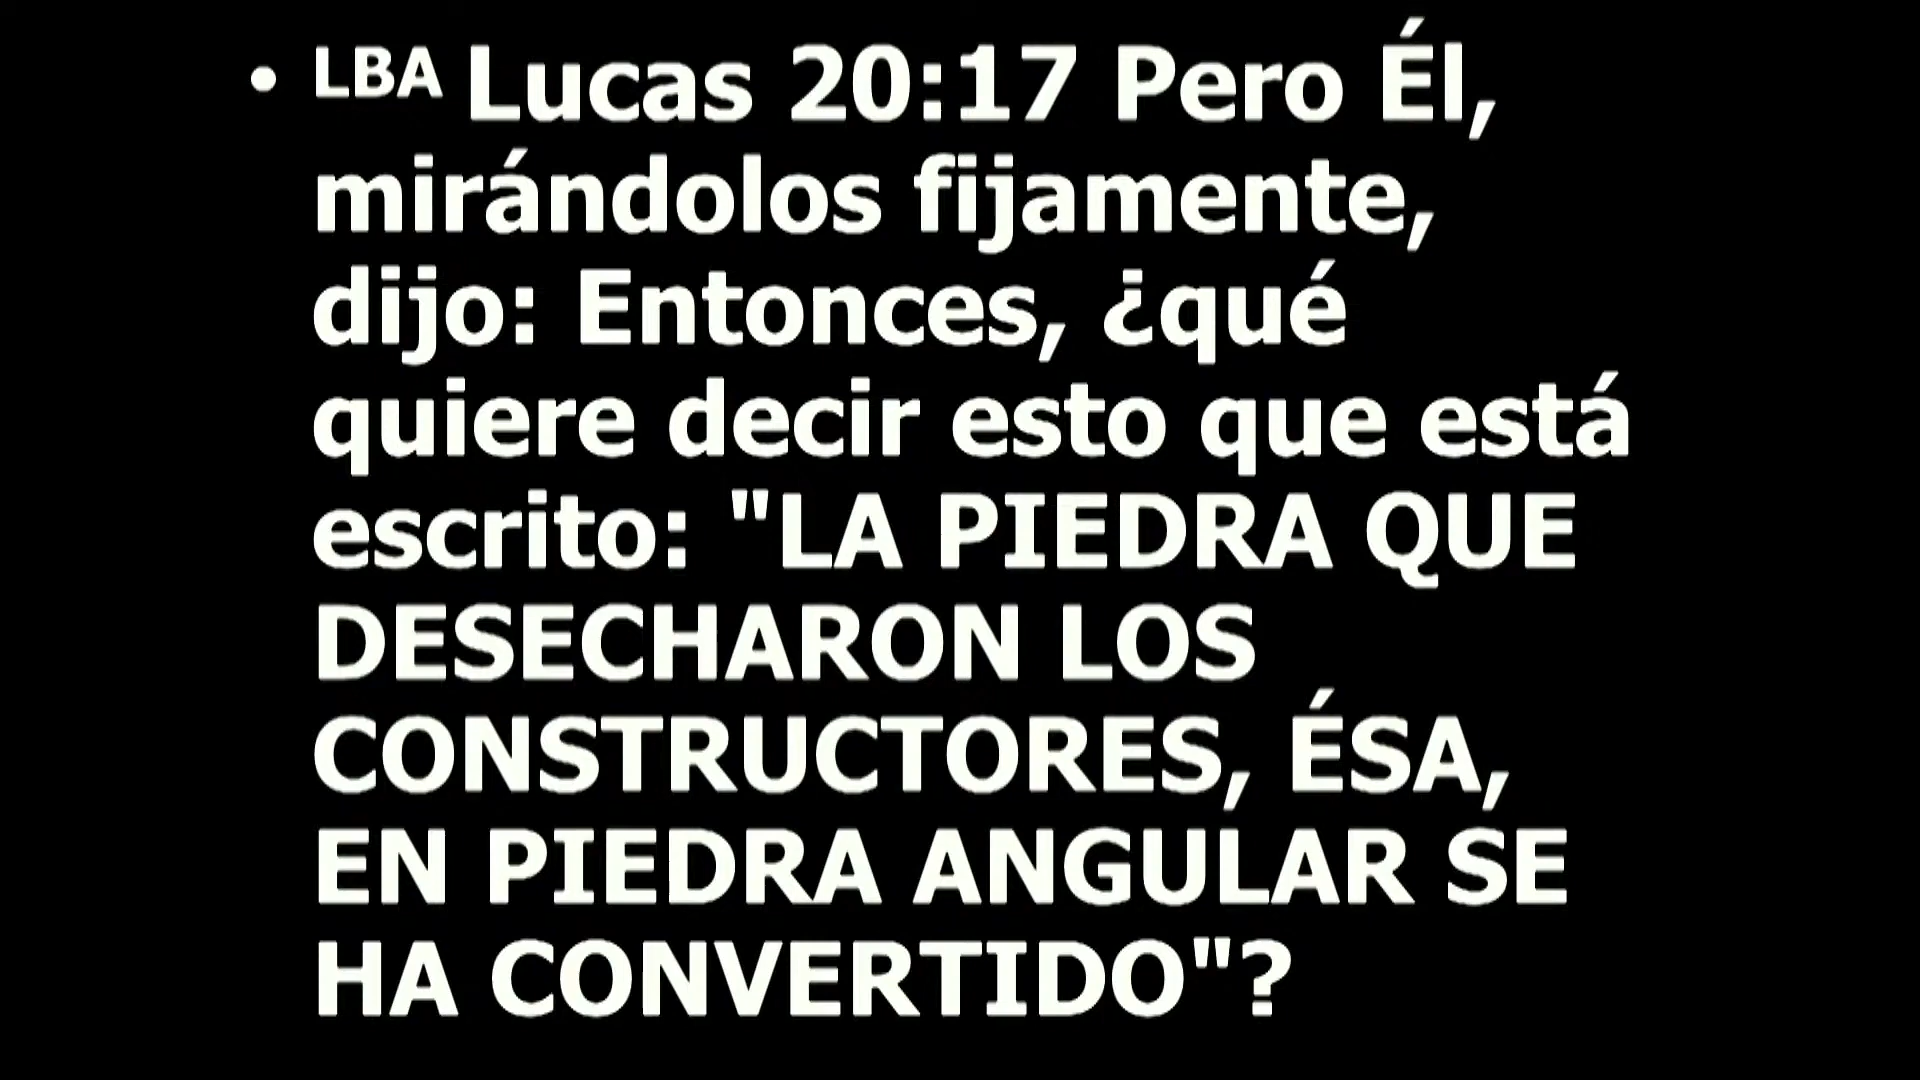 • LBA Lucas 20:17 Pero Él,
mirándolos fijamente,
dijo: Entonces, ¿qué
quiere decir esto que está
escrito: "LA PIEDRA QUE
DESECHARON LOS
CONSTRUCTORES, ÉSA,
EN PIEDRA ANGULAR SE
HA CONVERTIDO"?